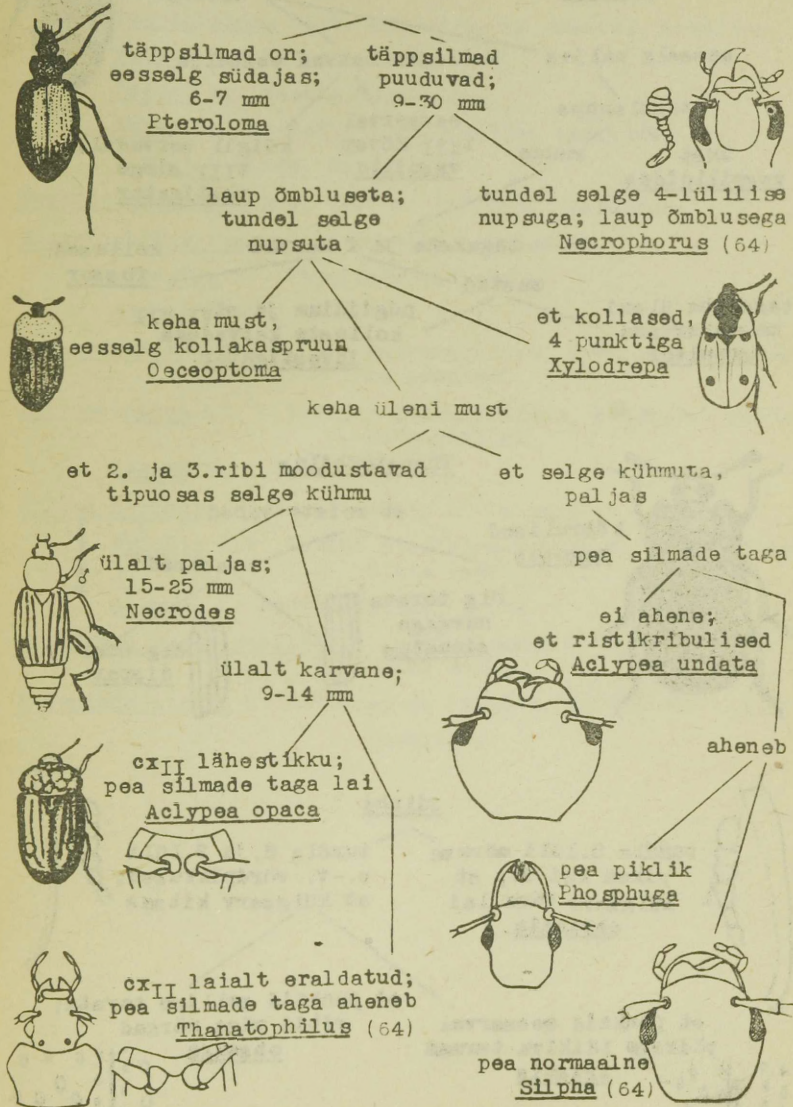 täppsilmad on;
eesselg südajas;
6-7 mm
Pteroloma
täppsilmad
puuduvad;
9-30 mm
laup õmbluseta;
tundel selge
nupsuta
tundel selge 4-lülilise
nupsuga; laup õmblusega
Necrophorus (64)
keha must,
eesselg kollakaspruun
Oeceoptoma
et kollased,
4 punktiga
Xylodrepa
keha üleni must
et 2. ja 3.ribi moodustavad
tipuosas selge kühmu
et selge kühmuta,
paljas
ülalt paljas;
15-25 mm
Necrodes
♂
pea silmade taga
ei ahene;
et ristikribulised
Aclypea undata
ülalt karvane;
9-14 mm
aheneb
cxII lähestikku;
pea silmade taga lai
Aclypea opaca
pea piklik
Phosphuga
cxII laialt eraldatud;
pea silmade taga aheneb
Thanatophilus (64)
pea normaalne
Silpha (64)